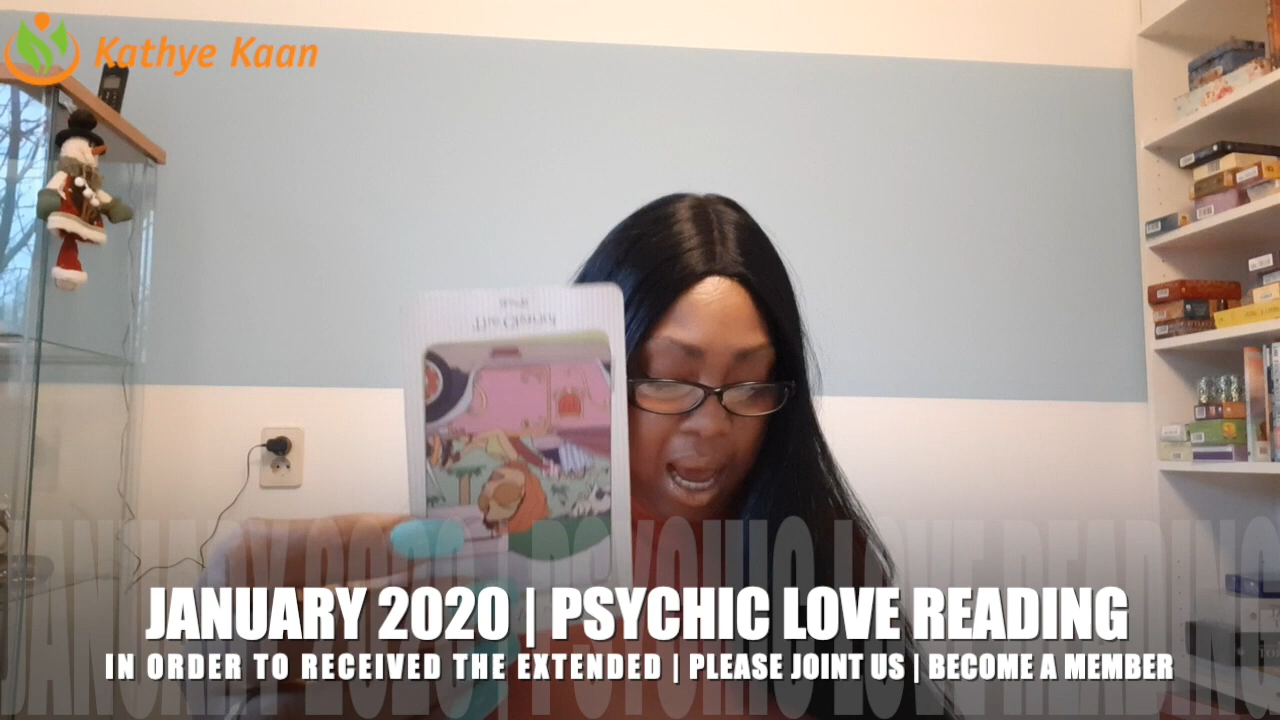 Kathye Kaan
JANUARY 2020 | PSYCHIC LOVE READING
IN ORDER TO RECEIVED THE EXTENDED | PLEASE JOINT US | BECOME A MEMBER